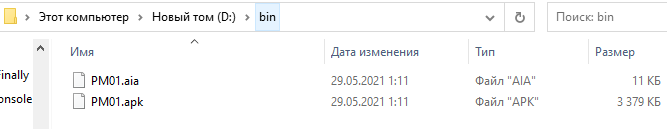 Этот компьютер > Новый том (D:) > bin
Поиск: bin
Имя Дата изменения Тип Размер
Finally
PM01.aia 29.05.2021 1:11 Файл "AIA" 11 КБ
onsole
PM01.apk 29.05.2021 1:11 Файл "APK" 3 379 КБ